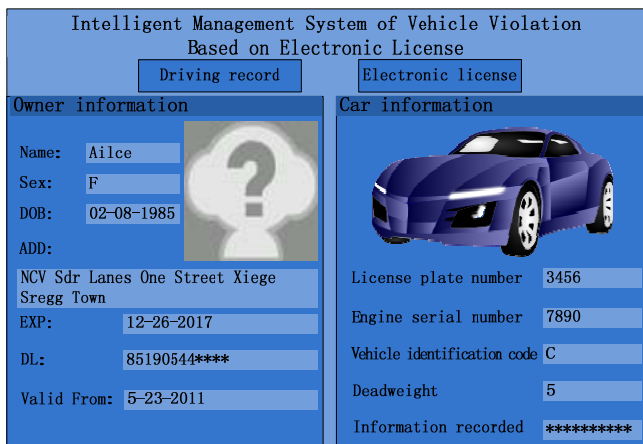 Intelligent Management System of Vehicle Violation
Based on Electronic License
Driving record
Electronic license
Owner information
Name: Ailce
Sex: F
DOB: 02-08-1985
ADD:
NCV Sdr Lanes One Street Xiege
Sregg Town
EXP: 12-26-2017
DL: 85190544****
Valid From: 5-23-2011
Car information
License plate number 3456
Engine serial number 7890
Vehicle identification code C
Deadweight 5
Information recorded **********
?